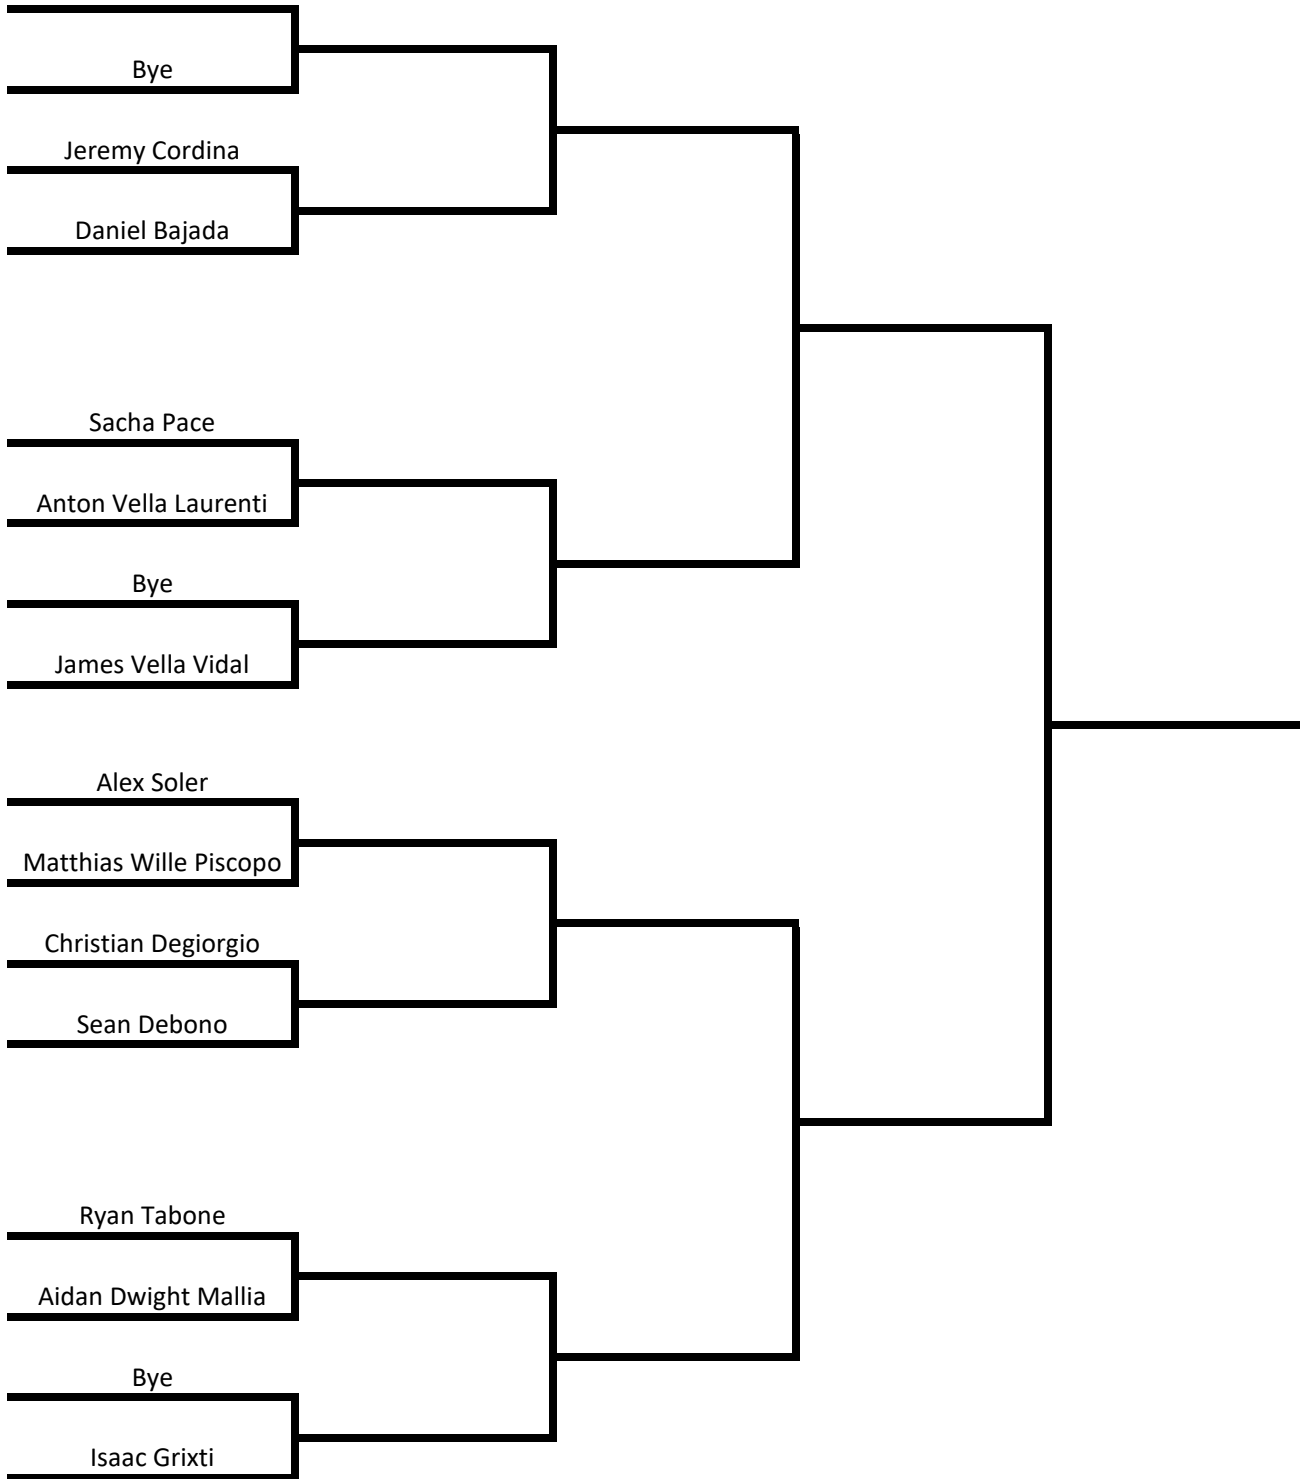 Bye
Jeremy Cordina
Daniel Bajada
Sacha Pace
Anton Vella Laurenti
Bye
James Vella Vidal
Alex Soler
Matthias Wille Piscopo
Christian Degiorgio
Sean Debono
Ryan Tabone
Aidan Dwight Mallia
Bye
Isaac Grixti